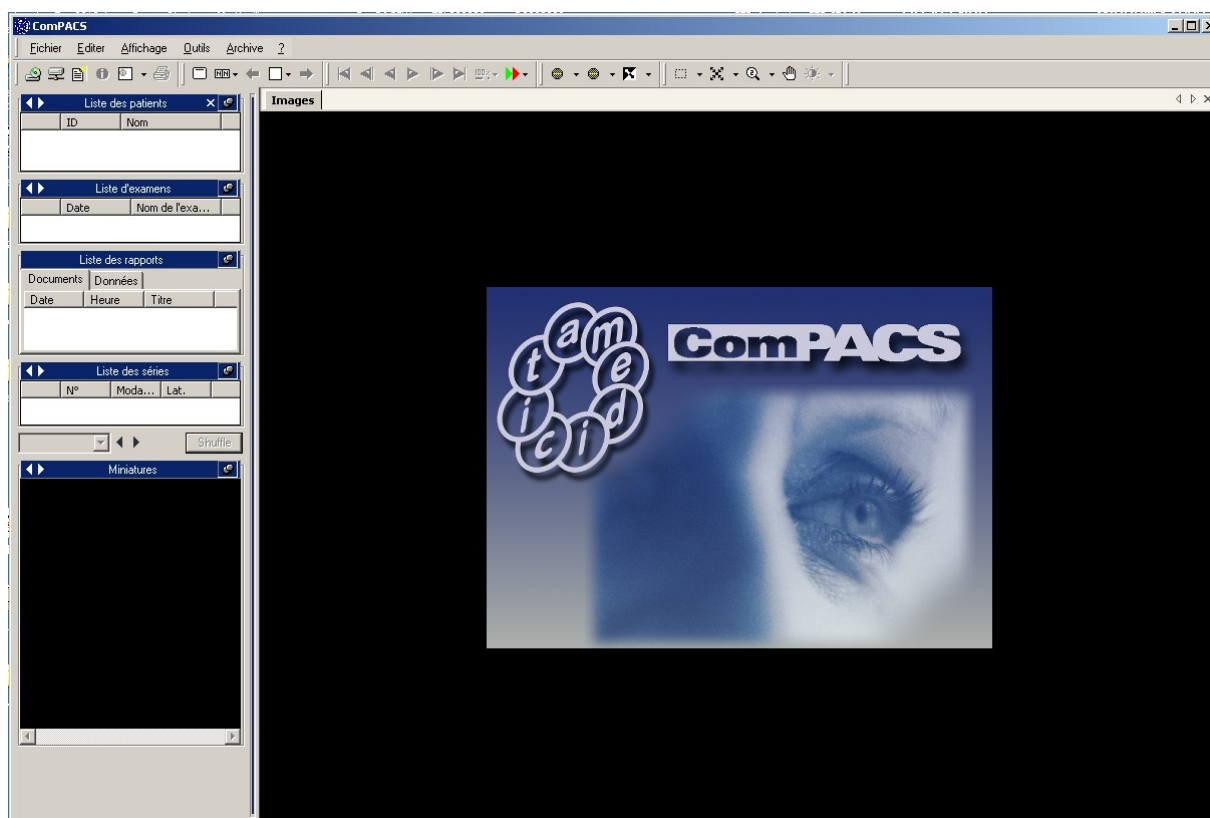 ComPACS
Fichier Editer Affichage Outils Archive ?
Liste des patients
ID Nom
Liste d'examens
Date Nom de l'exa...
Liste des rapports
Documents Données
Date Heure Titre
Liste des séries
N° Moda... Lat.
Shuffle
Miniatures
Images
medicimati
ComPACS